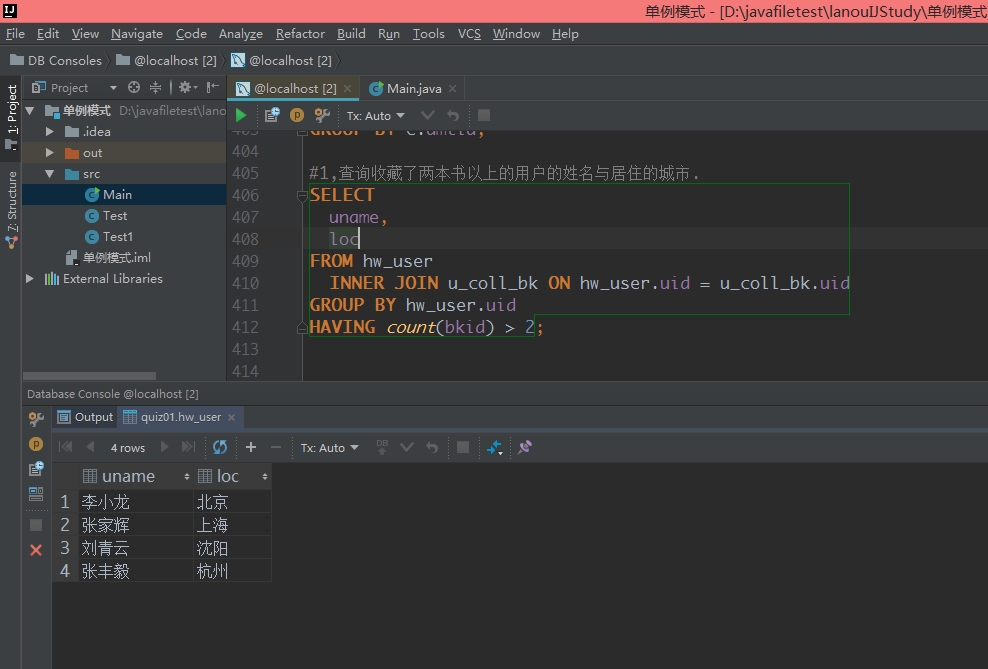 单例模式 - [D:\javafiletest\lanouIJStudy\单例模式
File Edit View Navigate Code Analyze Refactor Build Run Tools VCS Window Help
DB Consoles @localhost [2] @localhost [2]
1: Project
7: Structure
Project
@localhost [2] Main.java
单例模式 D:\javafiletest\lano
.idea
out
src
Main
Test
Test1
单例模式.iml
External Libraries
Tx: Auto
403 GROUP BY c.amtid;
404
405 #1,查询收藏了两本书以上的用户的姓名与居住的城市.
406 SELECT
407 uname,
408 loc
409 FROM hw_user
410 INNER JOIN u_coll_bk ON hw_user.uid = u_coll_bk.uid
411 GROUP BY hw_user.uid
412 HAVING count(bkid) > 2;
413
414
Database Console @localhost [2]
Output quiz01.hw_user
4 rows Tx: Auto DB
uname loc
1 李小龙 北京
2 张家辉 上海
3 刘青云 沈阳
4 张丰毅 杭州